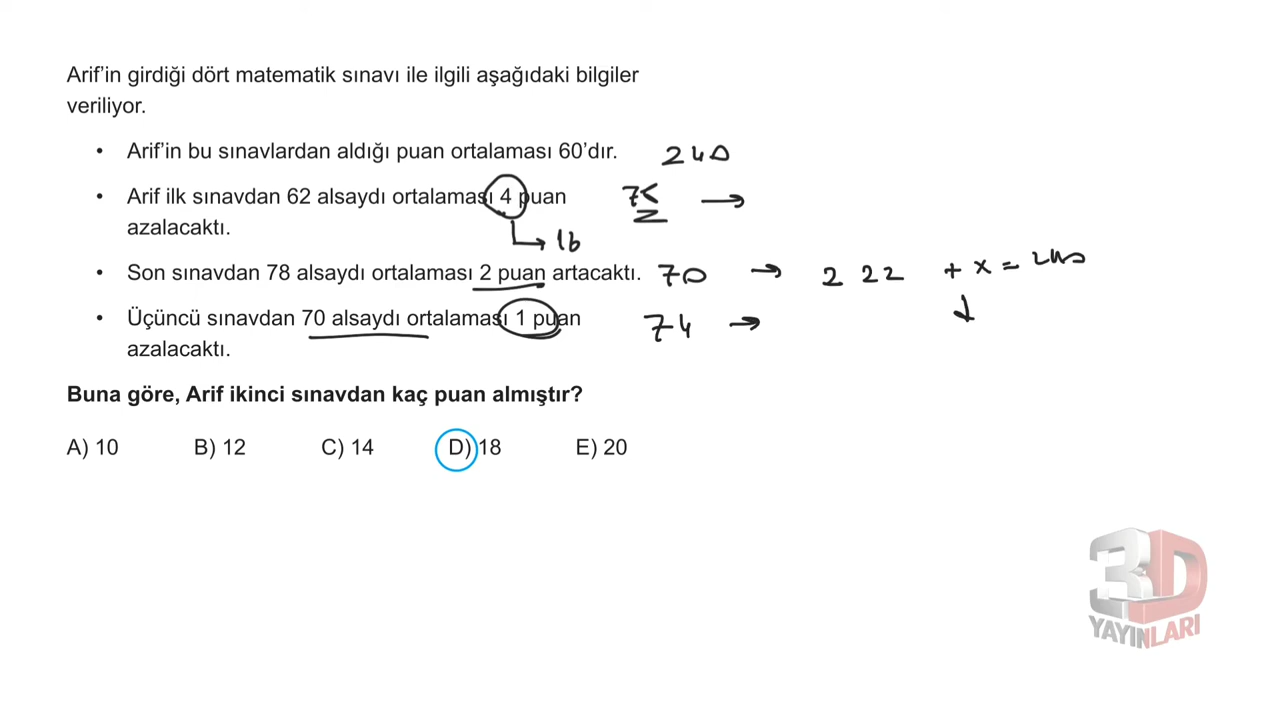 Arif’in girdiği dört matematik sınavı ile ilgili aşağıdaki bilgiler
veriliyor.
• Arif’in bu sınavlardan aldığı puan ortalaması 60’dır. 240
• Arif ilk sınavdan 62 alsaydı ortalaması 4 puan
azalacaktı.
→ 16
• Son sınavdan 78 alsaydı ortalaması 2 puan artacaktı. 70 → 222 + x = 240
• Üçüncü sınavdan 70 alsaydı ortalaması 1 puan 74 →
azalacaktı.
Buna göre, Arif ikinci sınavdan kaç puan almıştır?
A) 10 B) 12 C) 14 D) 18 E) 20
3D
YAYINLARI